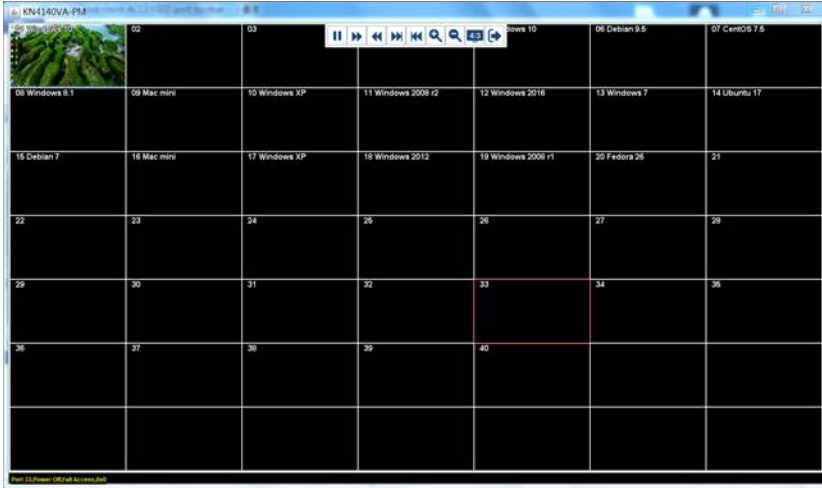 KN4140VA-PM
Windows 10
02
03
4:3
dows 10
06 Debian 9.5
07 CentOS 7.5
08 Windows 8.1
09 Mac mini
10 Windows XP
11 Windows 2008 r2
12 Windows 2016
13 Windows 7
14 Ubuntu 17
15 Debian 7
16 Mac mini
17 Windows XP
18 Windows 2012
19 Windows 2008 r1
20 Fedora 26
21
22
23
24
25
26
27
28
29
30
31
32
33
34
35
36
37
38
39
40
Port 33,Power Off,Full Access,0x0